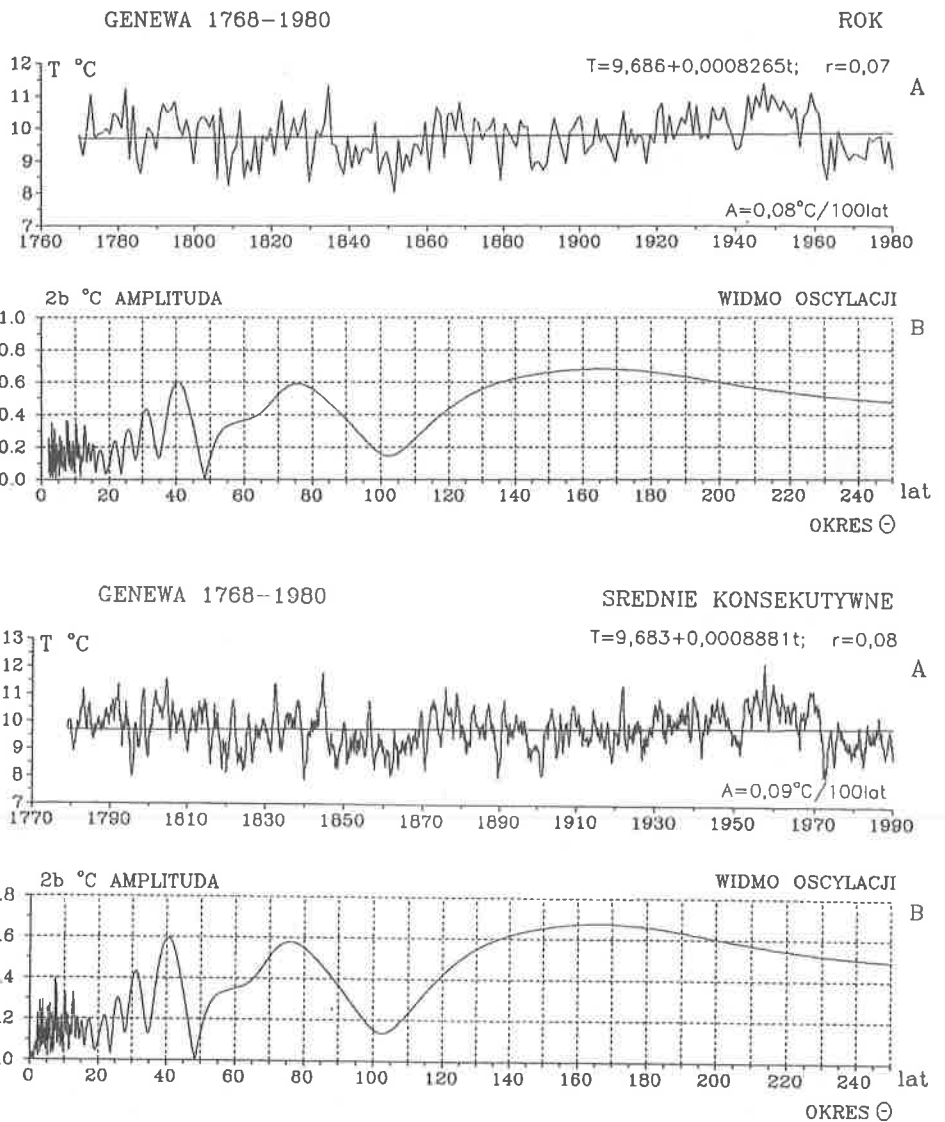 GENEWA 1768-1980 ROK
T °C T=9,686+0,0008265t; r=0,07 A
12
11
10
9
8
7
A=0,08°C/100lat
1760 1780 1800 1820 1840 1860 1880 1900 1920 1940 1960 1980
2b °C AMPLITUDA WIDMO OSCYLACJI B
1.0
0.8
0.6
0.4
0.2
0.0
0 20 40 60 80 100 120 140 160 180 200 220 240 lat
OKRES Θ
GENEWA 1768-1980 SREDNIE KONSEKUTYWNE
T °C T=9,683+0,0008881t; r=0,08 A
13
12
11
10
9
8
7
A=0,09°C/100lat
1770 1790 1810 1830 1850 1870 1890 1910 1930 1950 1970 1990
2b °C AMPLITUDA WIDMO OSCYLACJI B
.8
.6
.4
.2
.0
0 20 40 60 80 100 120 140 160 180 200 220 240 lat
OKRES Θ